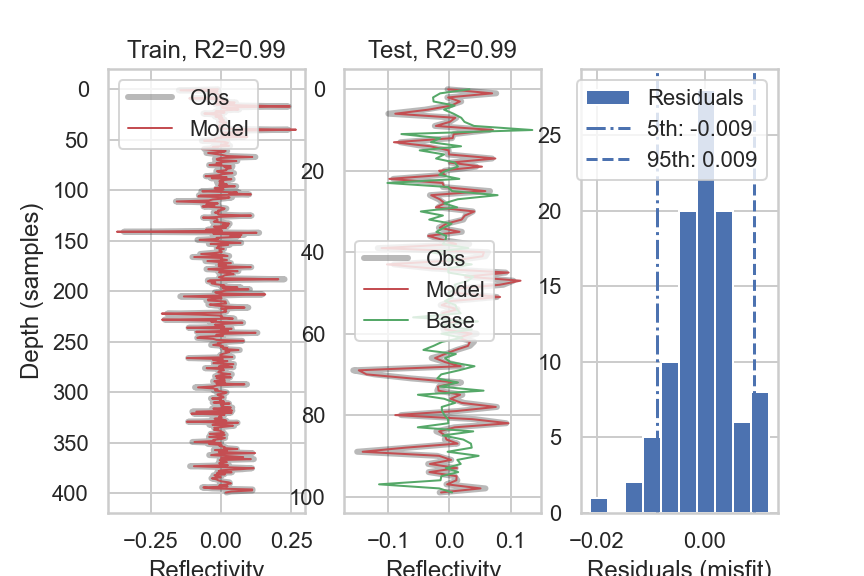 Train, R2=0.99
Obs
Model
0
50
100
150
200
250
300
350
400
Depth (samples)
−0.25
0.00
0.25
Reflectivity
Test, R2=0.99
0
20
40
60
80
100
Obs
Model
Base
−0.1
0.0
0.1
Reflectivity
Residuals
5th: -0.009
95th: 0.009
25
20
15
10
5
0
−0.02
0.00
Residuals (misfit)